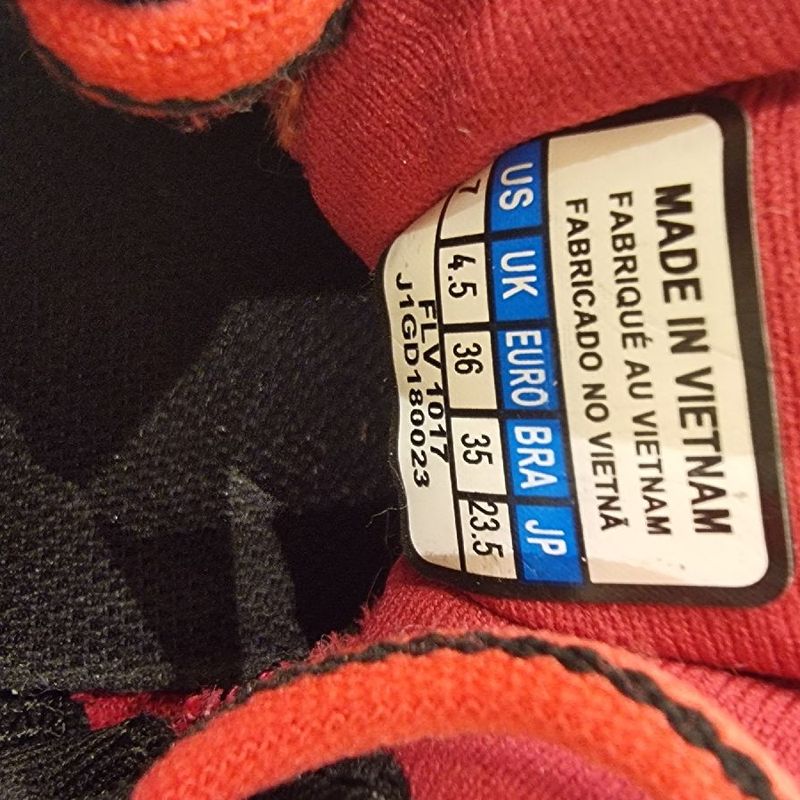 MADE IN VIETNAM
FABRIQUÉ AU VIETNAM
FABRICADO NO VIETNÃ
US UK EURO BRA JP
7 4.5 36 35 23.5
FLV 1017
J1GD180023